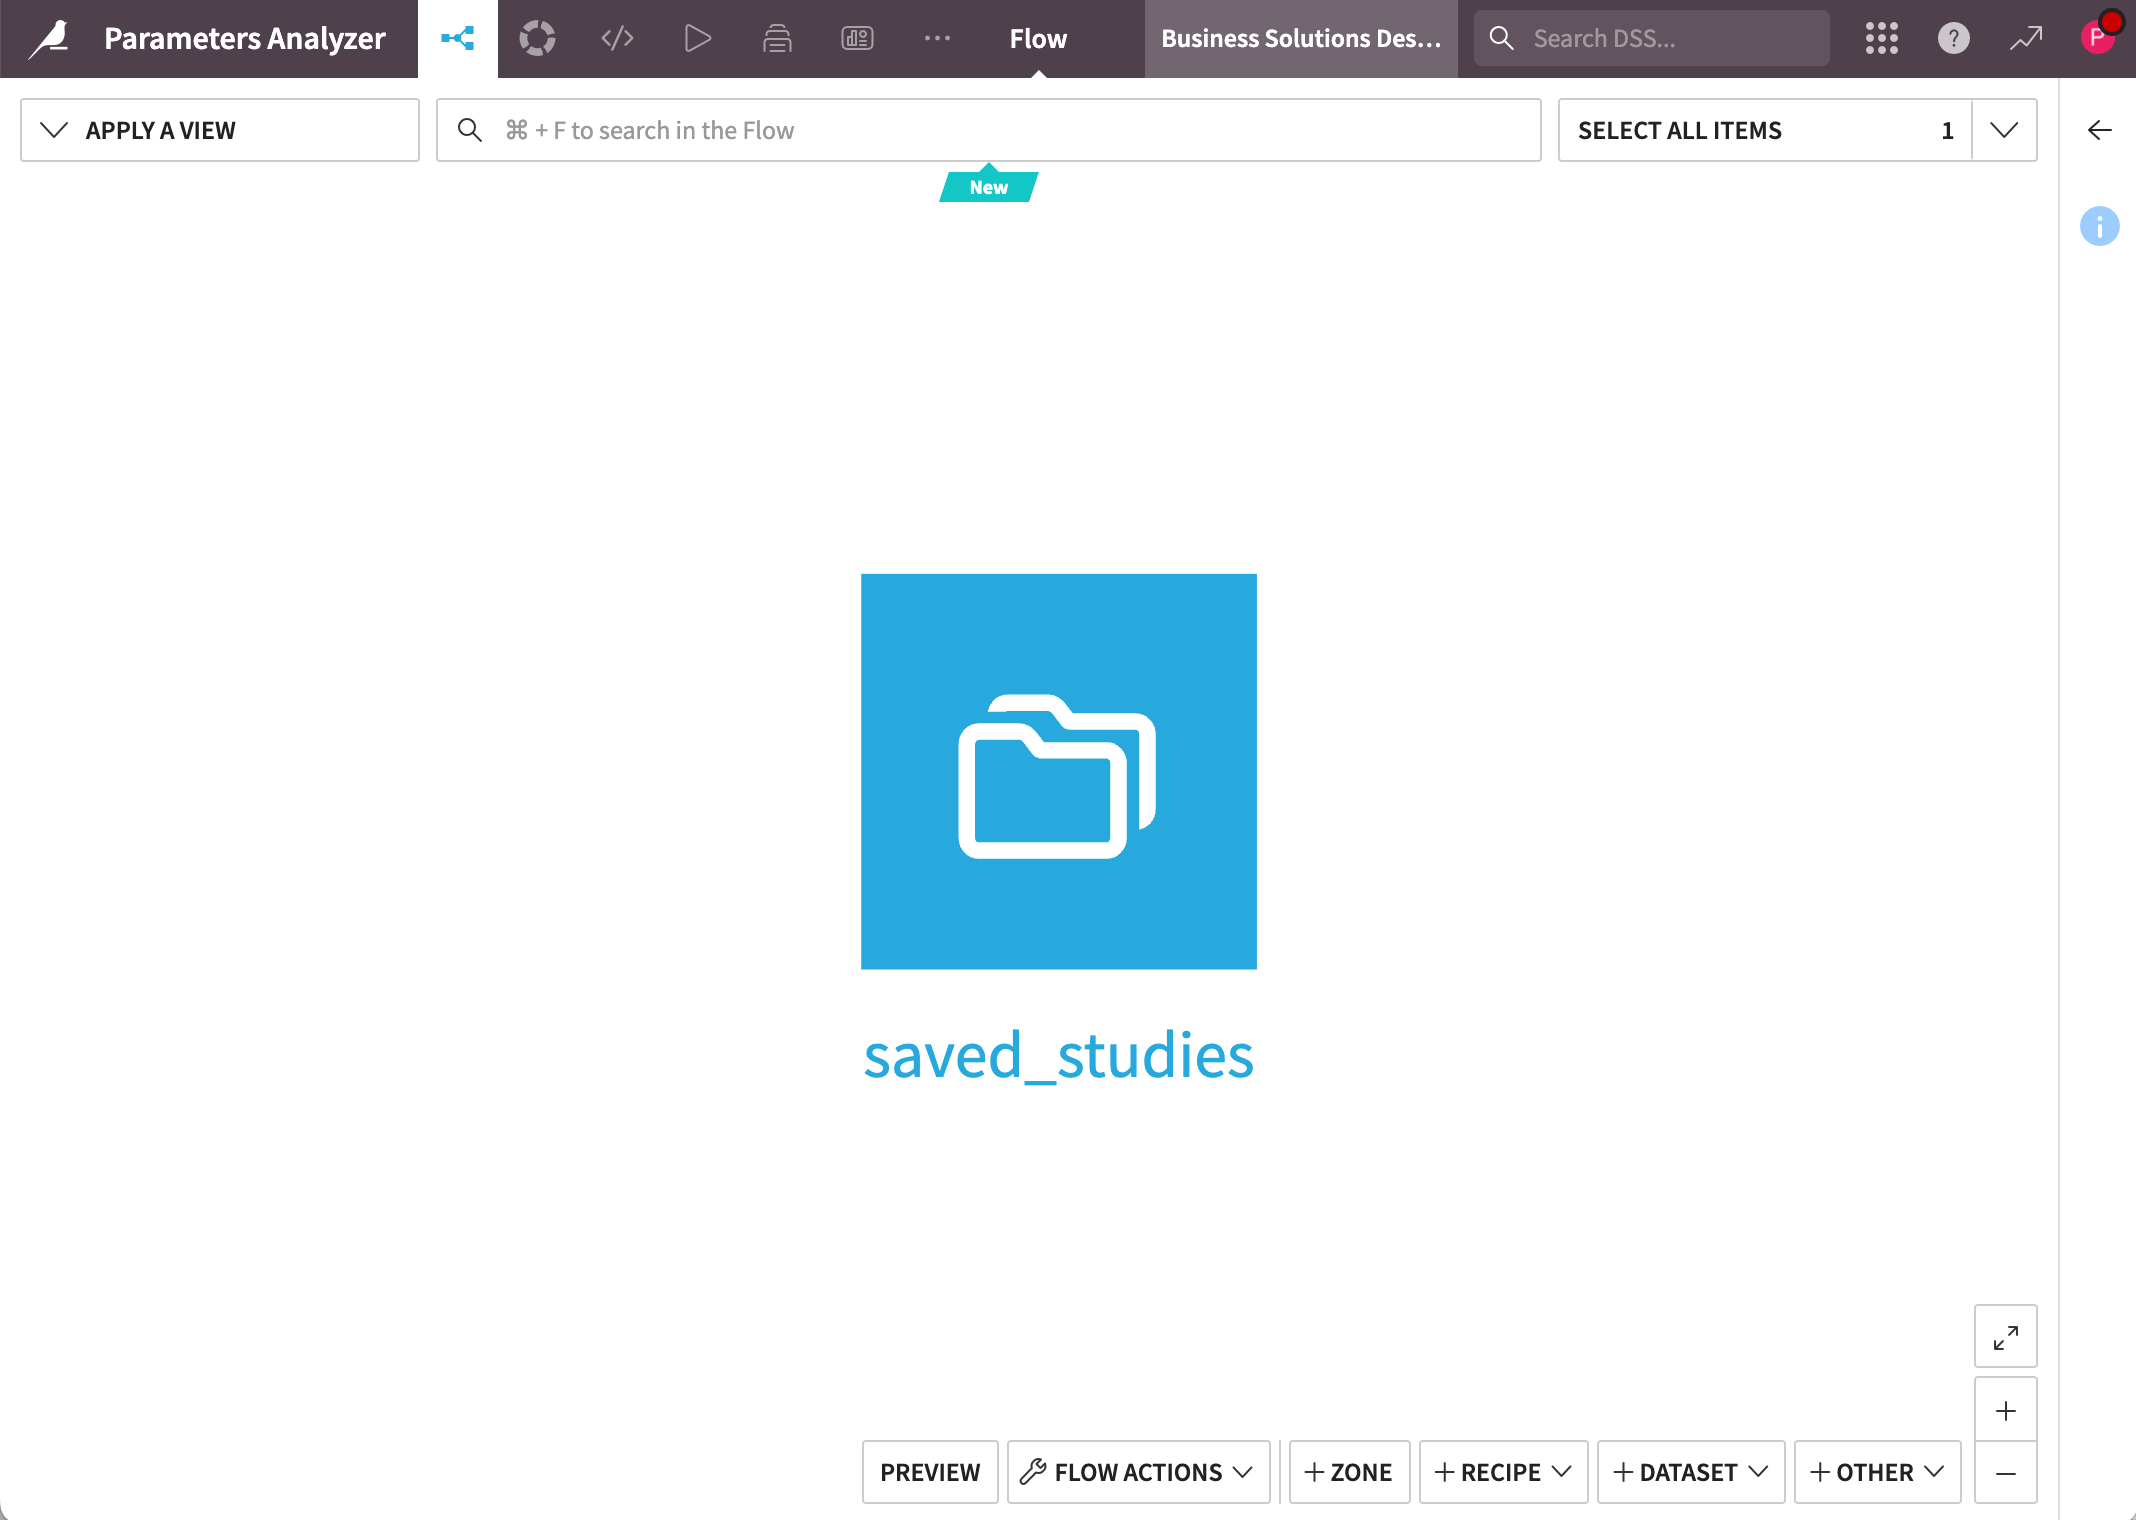 Parameters Analyzer
Flow
Business Solutions Des...
Search DSS...
?
P
APPLY A VIEW
⌘ + F to search in the Flow
SELECT ALL ITEMS 1
New
saved_studies
PREVIEW
FLOW ACTIONS
+ ZONE
+ RECIPE
+ DATASET
+ OTHER